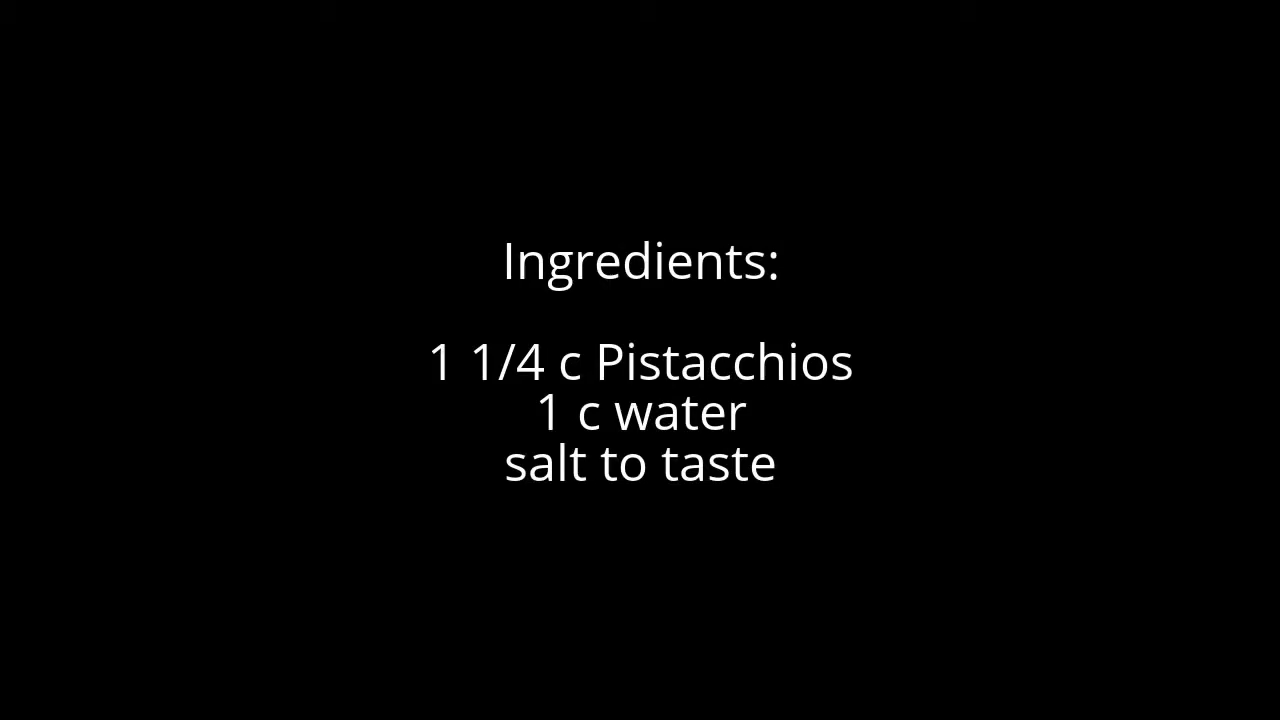 Ingredients:
1 1/4 c Pistacchios
1 c water
salt to taste